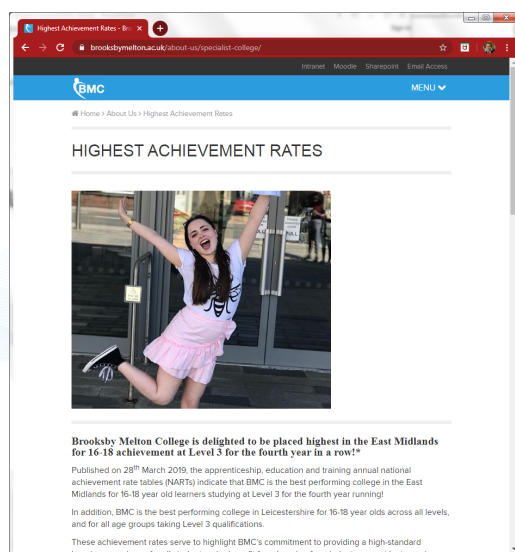 Highest Achievement Rates - Bro
brooksbymelton.ac.uk/about-us/specialist-college/
Intranet Moodle Sharepoint Email Access
BMC
MENU
Home > About Us > Highest Achievement Rates
HIGHEST ACHIEVEMENT RATES
Brooksby Melton College is delighted to be placed highest in the East Midlands
for 16-18 achievement at Level 3 for the fourth year in a row!*
Published on 28th March 2019, the apprenticeship, education and training annual national
achievement rate tables (NARTs) indicate that BMC is the best performing college in the East
Midlands for 16-18 year old learners studying at Level 3 for the fourth year running!
In addition, BMC is the best performing college in Leicestershire for 16-18 year olds across all levels,
and for all age groups taking Level 3 qualifications.
These achievement rates serve to highlight BMC's commitment to providing a high-standard